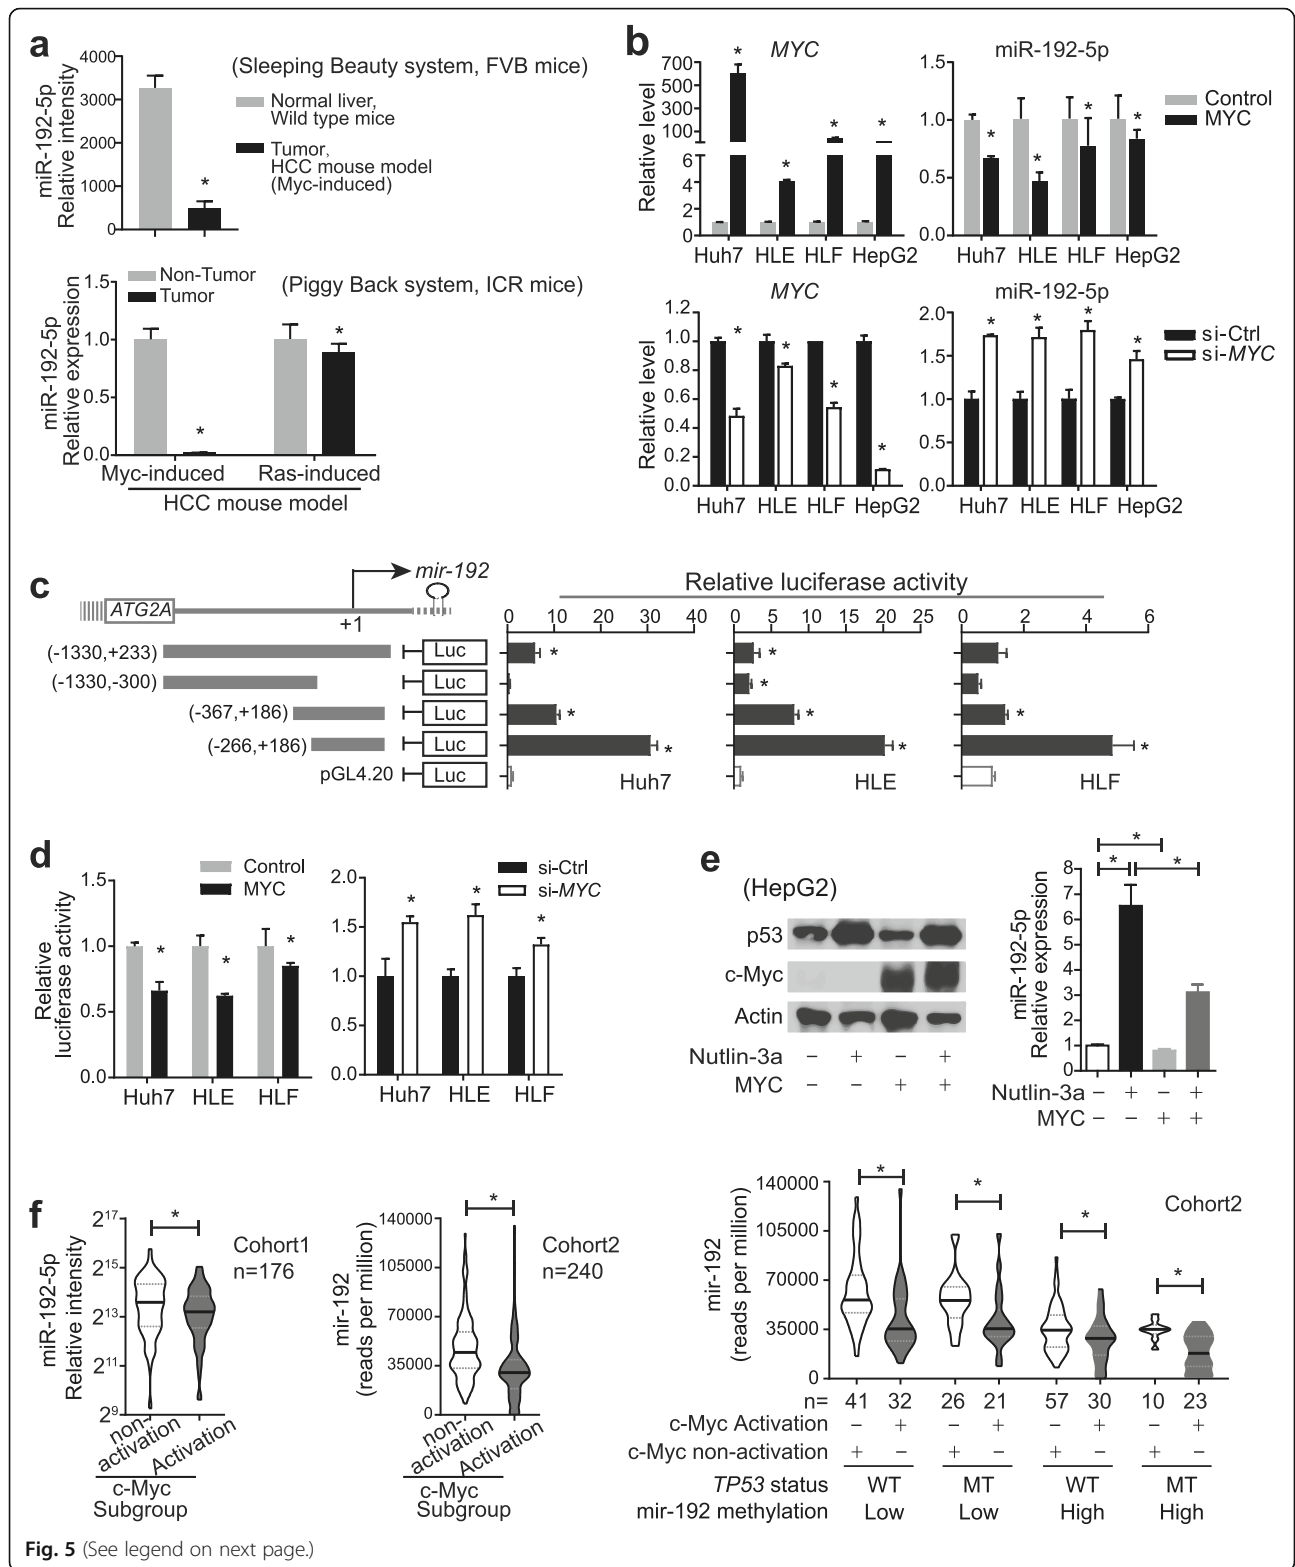 a
miR-192-5p
Relative intensity
4000
3000
2000
1000
0
*
(Sleeping Beauty system, FVB mice)
Normal liver,
Wild type mice
Tumor,
HCC mouse model
(Myc-induced)
miR-192-5p
Relative expression
1.5
1.0
0.5
0.0
Non-Tumor
Tumor
(Piggy Back system, ICR mice)
* *
Myc-induced Ras-induced
HCC mouse model
b
MYC
Relative level
700
500
300
100
6
4
2
0
* * * *
Huh7 HLE HLF HepG2
miR-192-5p
1.5
1.0
0.5
0.0
* * * *
Huh7 HLE HLF HepG2
Control
MYC
MYC
Relative level
1.2
1.0
0.8
0.6
0.4
0.2
0.0
* * * *
Huh7 HLE HLF HepG2
miR-192-5p
2.0
1.5
1.0
0.5
0.0
* * * *
Huh7 HLE HLF HepG2
si-Ctrl
si-MYC
c
ATG2A
+1
mir-192
Relative luciferase activity
0 10 20 30 40
0 5 10 15 20 25
0 2 4 6
(-1330,+233) Luc * *
(-1330,-300) Luc *
(-367,+186) Luc * * *
(-266,+186) Luc * * *
pGL4.20 Luc
Huh7 HLE HLF
d
Relative
luciferase activity
Control
MYC
1.5
1.0
0.5
0.0
* * *
Huh7 HLE HLF
si-Ctrl
si-MYC
2.0
1.5
1.0
0.5
0.0
* * *
Huh7 HLE HLF
e
(HepG2)
p53
c-Myc
Actin
Nutlin-3a − + − +
MYC − − + +
miR-192-5p
Relative expression
8
7
6
5
4
3
2
1
0
* * *
Nutlin-3a − + − +
MYC − − + +
f
miR-192-5p
Relative intensity
2¹⁷
2¹⁵
2¹³
2¹¹
2⁹
*
Cohort1
n=176
non-
activation
Activation
c-Myc
Subgroup
mir-192
(reads per million)
140000
105000
70000
35000
0
*
Cohort2
n=240
non-
activation
Activation
c-Myc
Subgroup
mir-192
(reads per million)
140000
105000
70000
35000
0
* * * *
Cohort2
n= 41 32 26 21 57 30 10 23
c-Myc Activation − + − + − + − +
c-Myc non-activation + − + − + − + −
TP53 status WT MT WT MT
mir-192 methylation Low Low High High
Fig. 5 (See legend on next page.)